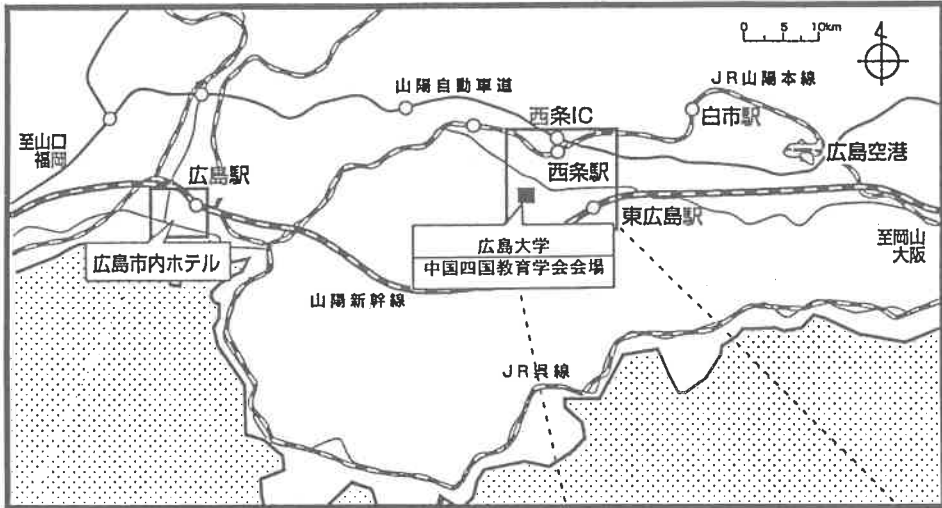 0 5 10km
4
JR山陽本線
山陽自動車道
西条IC
白市駅
至山口
福岡
広島空港
広島駅
西条駅
東広島駅
広島大学
中国四国教育学会会場
至岡山
大阪
広島市内ホテル
山陽新幹線
JR呉線